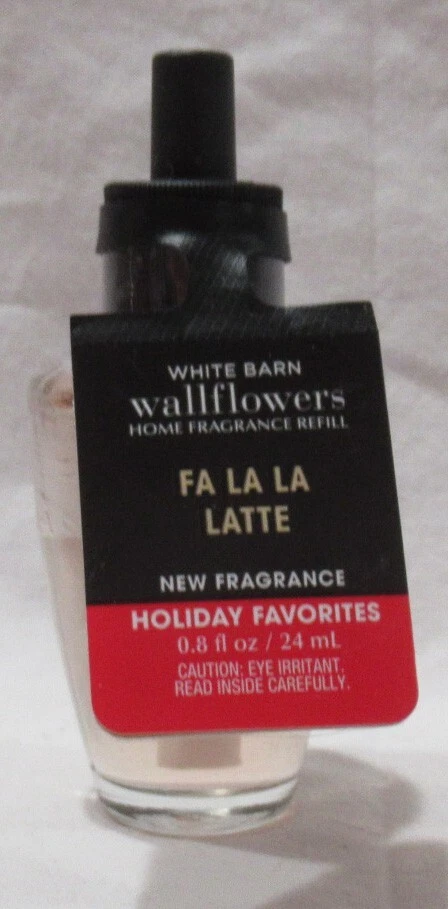 WHITE BARN
wallflowers
HOME FRAGRANCE REFILL
FA LA LA
LATTE
NEW FRAGRANCE
HOLIDAY FAVORITES
0.8 fl oz / 24 mL
CAUTION: EYE IRRITANT.
READ INSIDE CAREFULLY.